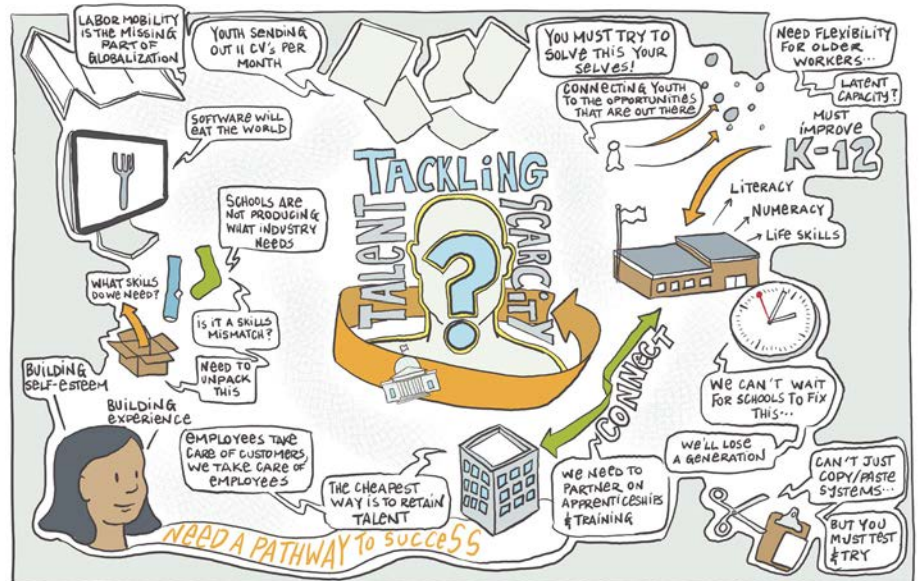 LABOR MOBILITY
IS THE MISSING
PART OF
GLOBALIZATION
YOUTH SENDING
OUT 11 CV'S PER
MONTH
YOU MUST TRY TO
SOLVE THIS YOUR
SELVES!
CONNECTING YOUTH
TO THE OPPORTUNITIES
THAT ARE OUT THERE
NEED FLEXIBILITY
FOR OLDER
WORKERS...
LATENT
CAPACITY?
MUST
IMPROVE
K-12
LITERACY
NUMERACY
LIFE SKILLS
SOFTWARE WILL
EAT THE WORLD
TACKLING
TALENT
SCARCITY
?
SCHOOLS ARE
NOT PRODUCING
WHAT INDUSTRY
NEEDS
WHAT SKILLS
DO WE NEED?
IS IT A SKILLS
MISMATCH?
NEED TO
UNPACK
THIS
BUILDING
SELF-ESTEEM
BUILDING
EXPERIENCE
EMPLOYEES TAKE
CARE OF CUSTOMERS,
WE TAKE CARE OF
EMPLOYEES
THE CHEAPEST
WAY IS TO RETAIN
TALENT
CONNECT
WE NEED TO
PARTNER ON
APPRENTICESHIPS
& TRAINING
WE CAN'T WAIT
FOR SCHOOLS TO FIX
THIS...
WE'LL LOSE
A GENERATION
CAN'T JUST
COPY/PASTE
SYSTEMS...
BUT YOU
MUST TEST
& TRY
NEED A PATHWAY TO SUCCESS